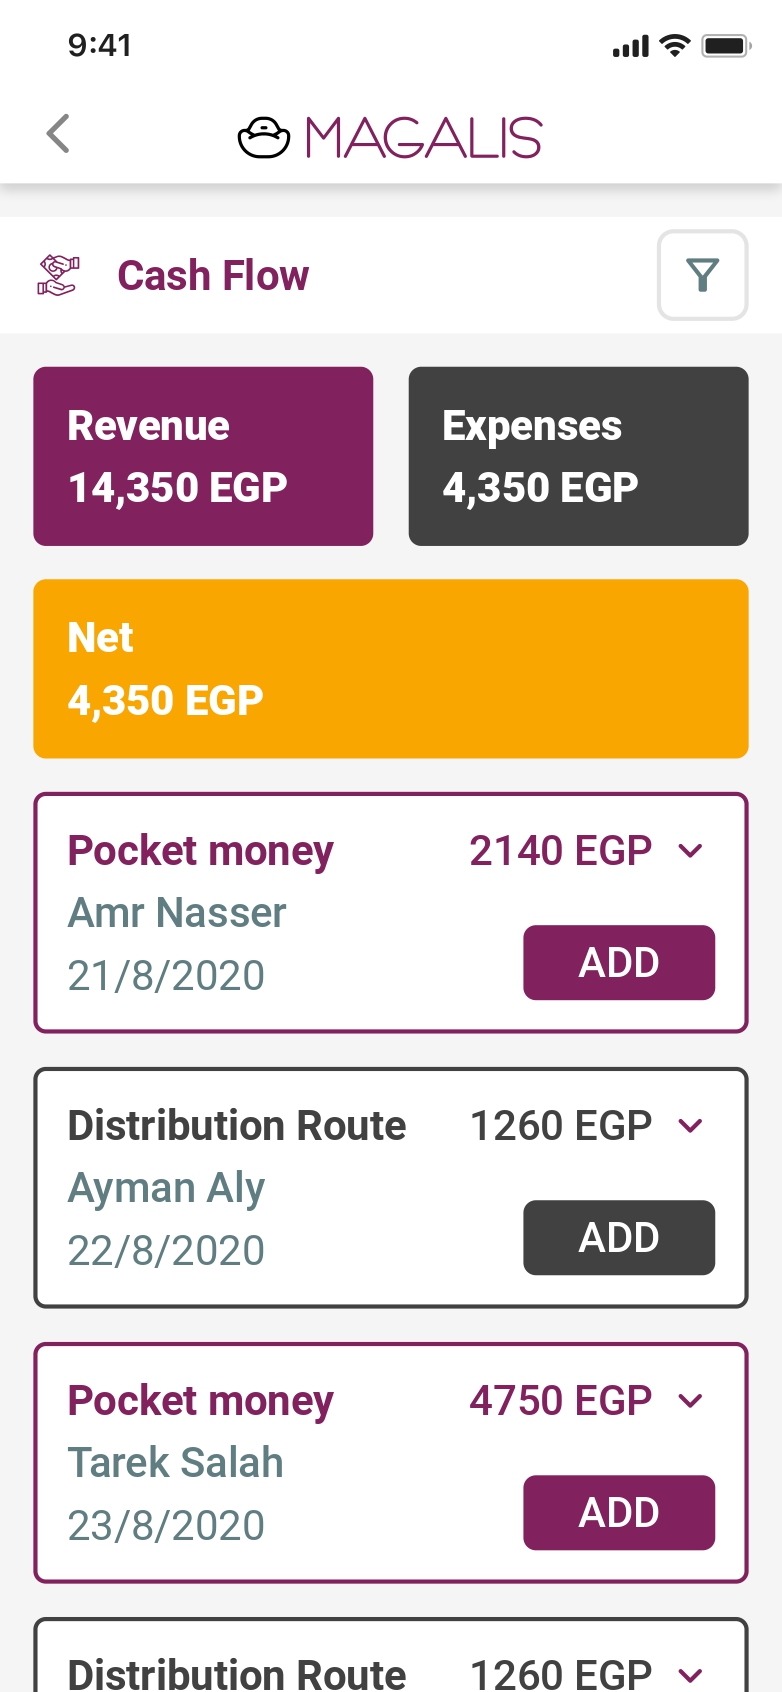 9:41
MAGALIS
Cash Flow
Revenue
14,350 EGP
Expenses
4,350 EGP
Net
4,350 EGP
Pocket money 2140 EGP
Amr Nasser
21/8/2020
ADD
Distribution Route 1260 EGP
Ayman Aly
22/8/2020
ADD
Pocket money 4750 EGP
Tarek Salah
23/8/2020
ADD
Distribution Route 1260 EGP